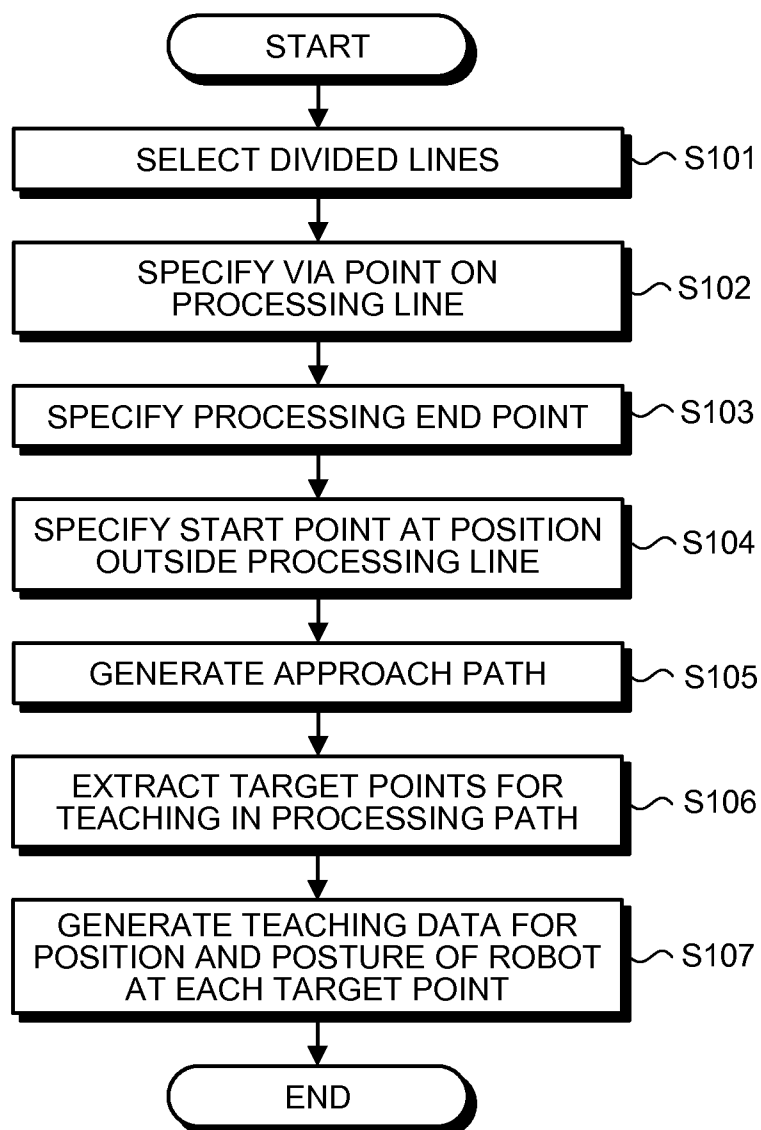 START
SELECT DIVIDED LINES
S101
SPECIFY VIA POINT ON
PROCESSING LINE
S102
SPECIFY PROCESSING END POINT
S103
SPECIFY START POINT AT POSITION
OUTSIDE PROCESSING LINE
S104
GENERATE APPROACH PATH
S105
EXTRACT TARGET POINTS FOR
TEACHING IN PROCESSING PATH
S106
GENERATE TEACHING DATA FOR
POSITION AND POSTURE OF ROBOT
AT EACH TARGET POINT
S107
END